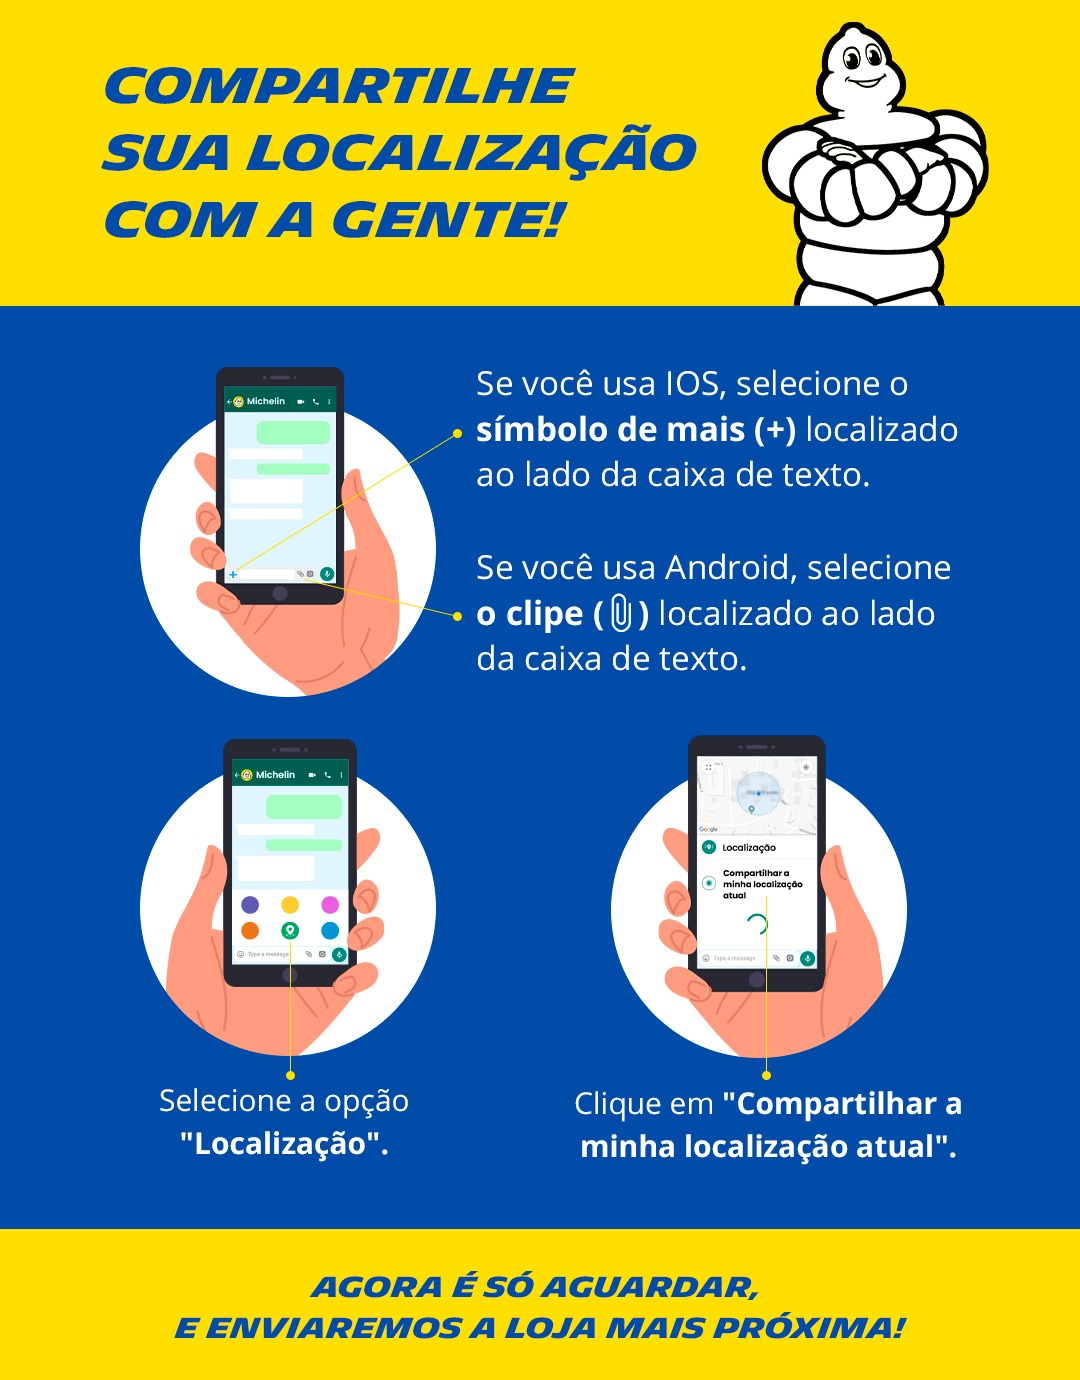 COMPARTILHE
SUA LOCALIZAÇÃO
COM A GENTE!
Michelin
Se você usa IOS, selecione o
símbolo de mais (+) localizado
ao lado da caixa de texto.
Se você usa Android, selecione
o clipe ( ) localizado ao lado
da caixa de texto.
Michelin
Type a message
Google
Localização
Compartilhar a
minha localização
atual
Type a message
Selecione a opção
"Localização".
Clique em "Compartilhar a
minha localização atual".
AGORA É SÓ AGUARDAR,
E ENVIAREMOS A LOJA MAIS PRÓXIMA!